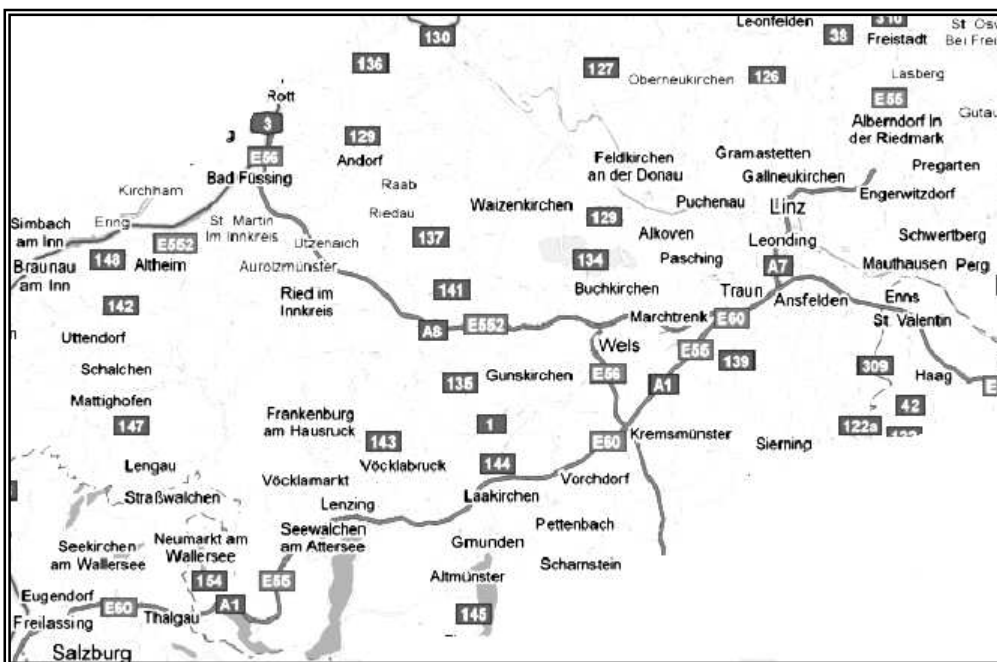 Leonfelden
310
St Osw
130
38
Freistadt
Bei Frei
136
127
126
Oberneukirchen
Lasberg
Rott
E55
Gutau
3
129
Alberndorf in
der Riedmark
E56
Andorf
Feldkirchen
an der Donau
Gramastetten
Gallneukirchen
Pregarten
Bad Füssing
Raab
Engerwitzdorf
Kirchham
Waizenkirchen
Puchenau
Linz
Simbach
am Inn
Ering
St Martin
Im Innkreis
Riedau
129
137
Alkoven
Leonding
Schwertberg
E552
Utzenaich
148
Altheim
Aurolzmünster
134
Pasching
A7
Mauthausen
Perg
Braunau
am Inn
Ried im
Innkreis
141
Buchkirchen
Traun
Ansfelden
Enns
142
Marchtrenk
E60
St Valentin
Uttendorf
A8
E552
Wels
E55
139
309
Schalchen
135
Gunskirchen
E56
A1
Haag
E
Mattighofen
Frankenburg
am Hausruck
42
147
1
Kremsmünster
122a
143
E60
Sierning
Lengau
Vöcklabruck
144
Vöcklamarkt
Vorchdorf
Straßwalchen
Lenzing
Laakirchen
Neumarkt am
Wallersee
Seewalchen
am Attersee
Pettenbach
Seekirchen
am Wallersee
Gmunden
Scharnstein
154
E55
Altmünster
Eugendorf
E60
A1
145
Freilassing
Thalgau
Salzburg